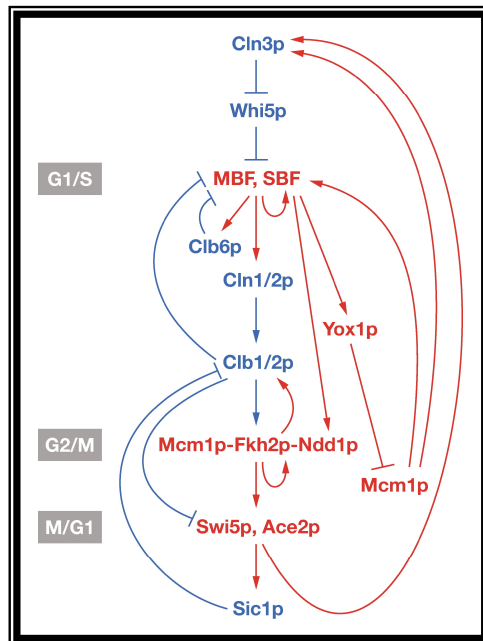 Cln3p
Whi5p
G1/S
MBF, SBF
Clb6p
Cln1/2p
Yox1p
Clb1/2p
G2/M
Mcm1p-Fkh2p-Ndd1p
Mcm1p
M/G1
Swi5p, Ace2p
Sic1p